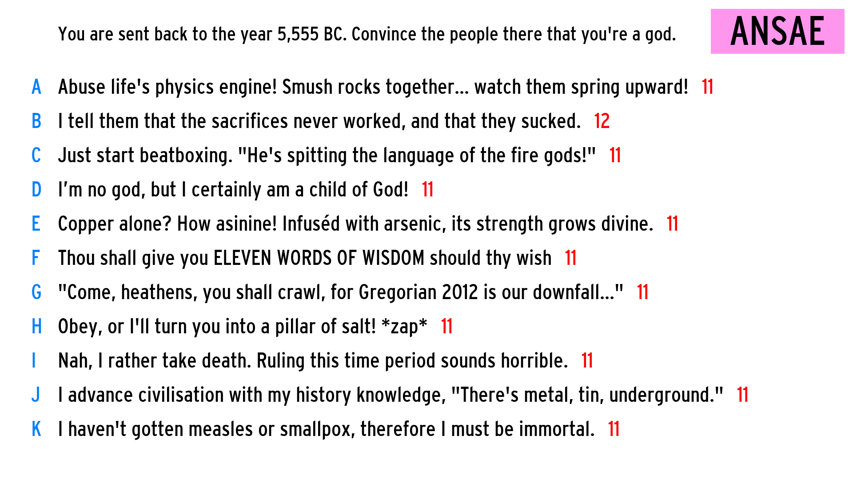 You are sent back to the year 5,555 BC. Convince the people there that you're a god.
ANSAE
A Abuse life's physics engine! Smush rocks together... watch them spring upward! 11
B I tell them that the sacrifices never worked, and that they sucked. 12
C Just start beatboxing. "He's spitting the language of the fire gods!" 11
D I’m no god, but I certainly am a child of God! 11
E Copper alone? How asinine! Infuséd with arsenic, its strength grows divine. 11
F Thou shall give you ELEVEN WORDS OF WISDOM should thy wish 11
G "Come, heathens, you shall crawl, for Gregorian 2012 is our downfall..." 11
H Obey, or I'll turn you into a pillar of salt! *zap* 11
I Nah, I rather take death. Ruling this time period sounds horrible. 11
J I advance civilisation with my history knowledge, "There's metal, tin, underground." 11
K I haven't gotten measles or smallpox, therefore I must be immortal. 11